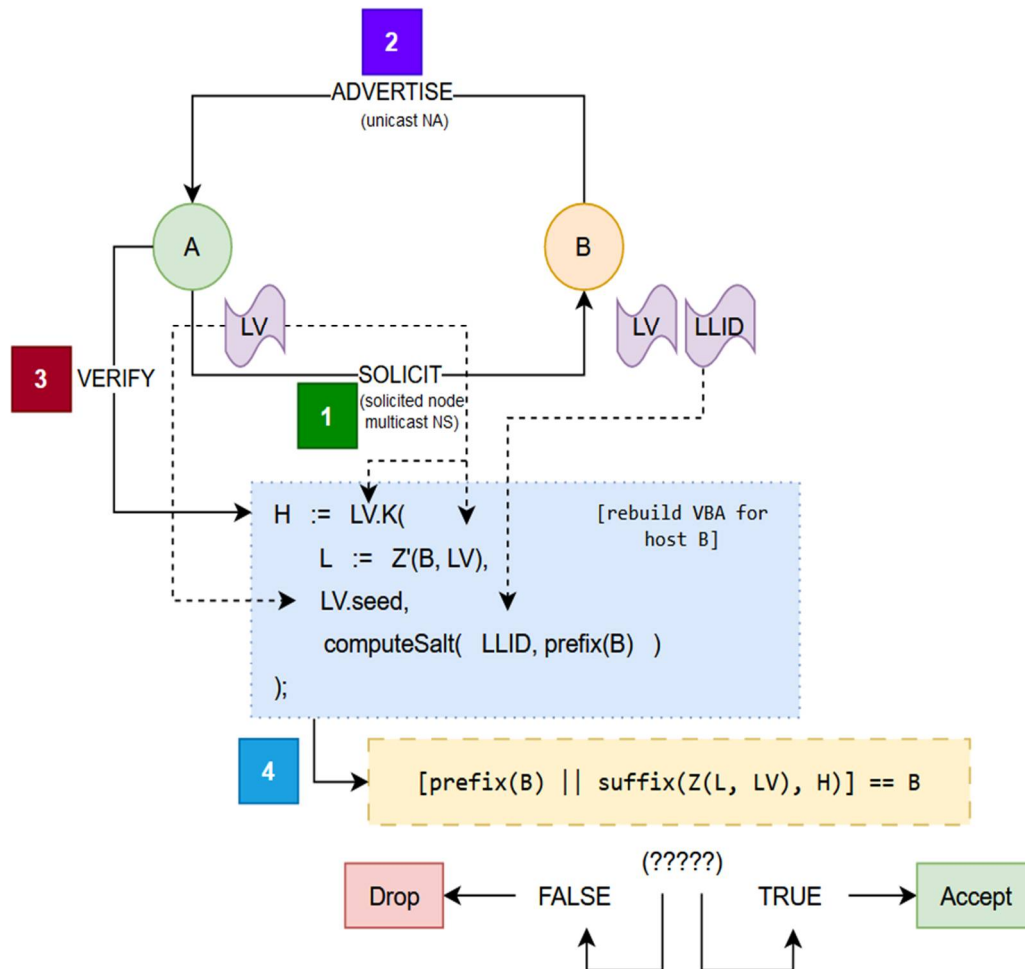 2
ADVERTISE
(unicast NA)
A
B
LV
LV
LLID
3
VERIFY
SOLICIT
1
(solicited node
multicast NS)
H := LV.K(
[rebuild VBA for
host B]
L := Z'(B, LV),
LV.seed,
computeSalt( LLID, prefix(B) )
);
4
[prefix(B) || suffix(Z(L, LV), H)] == B
(?????)
Drop
FALSE
TRUE
Accept